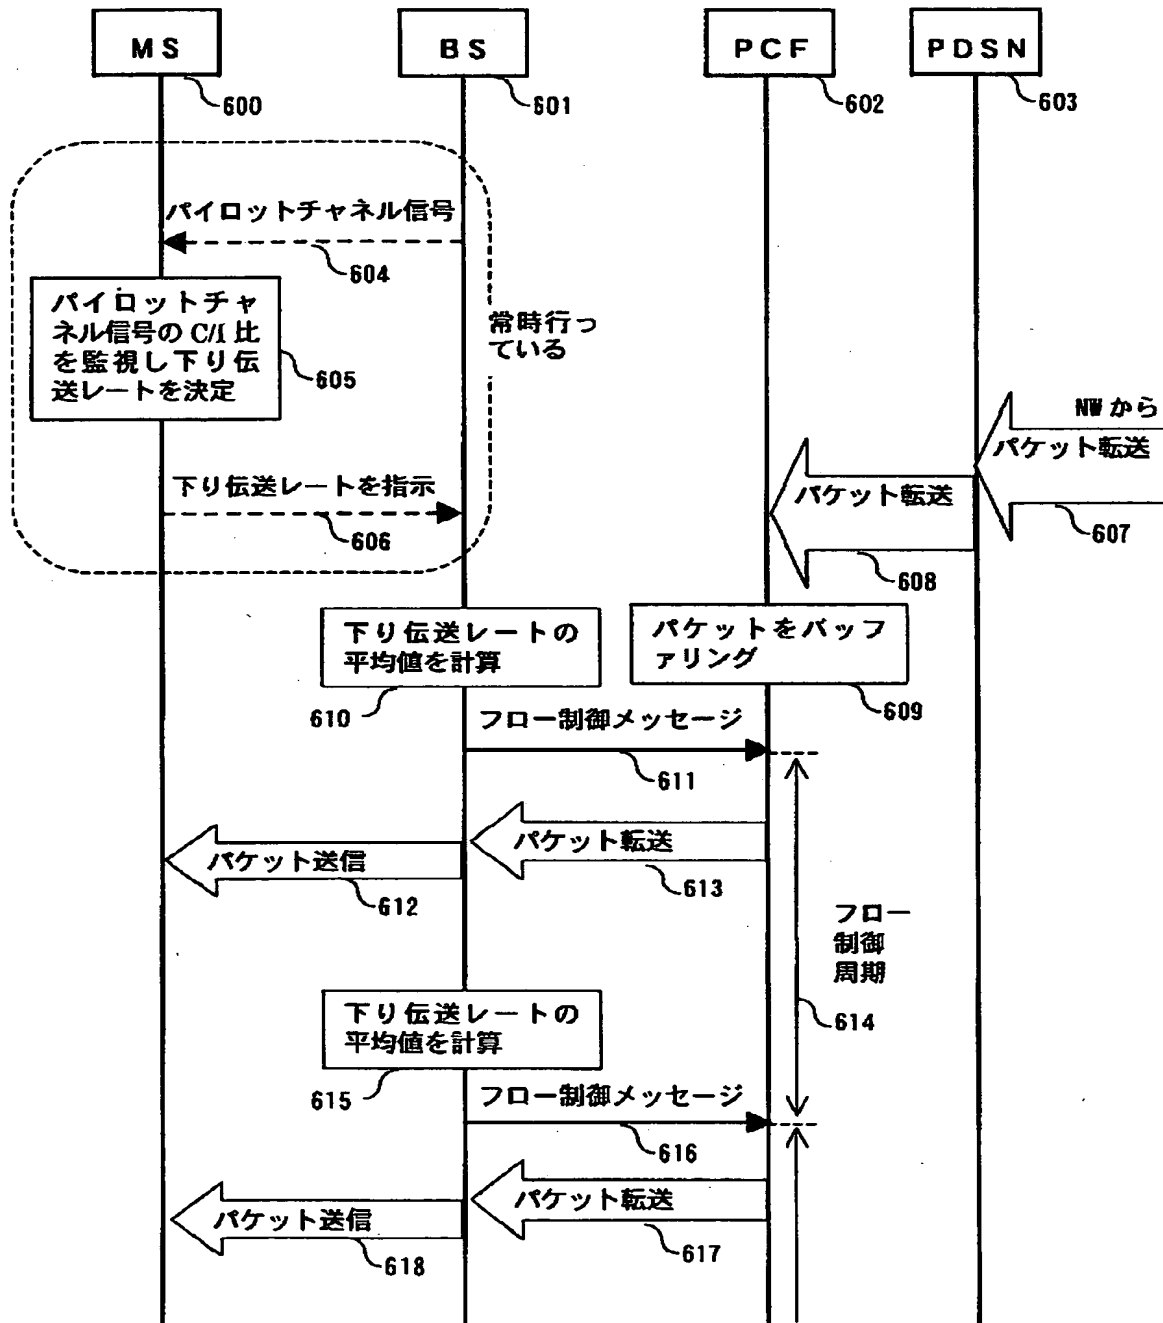 MS
BS
PCF
PDSN
600
601
602
603
パイロットチャネル信号
604
パイロットチャ
ネル信号のC/I比
を監視し下り伝
送レートを決定
605
常時行っ
ている
NWから
パケット転送
607
パケット転送
608
下り伝送レートを指示
606
下り伝送レートの
平均値を計算
610
パケットをバッフ
ァリング
609
フロー制御メッセージ
611
パケット転送
613
パケット送信
612
フロー
制御
周期
614
下り伝送レートの
平均値を計算
615
フロー制御メッセージ
616
パケット転送
617
パケット送信
618